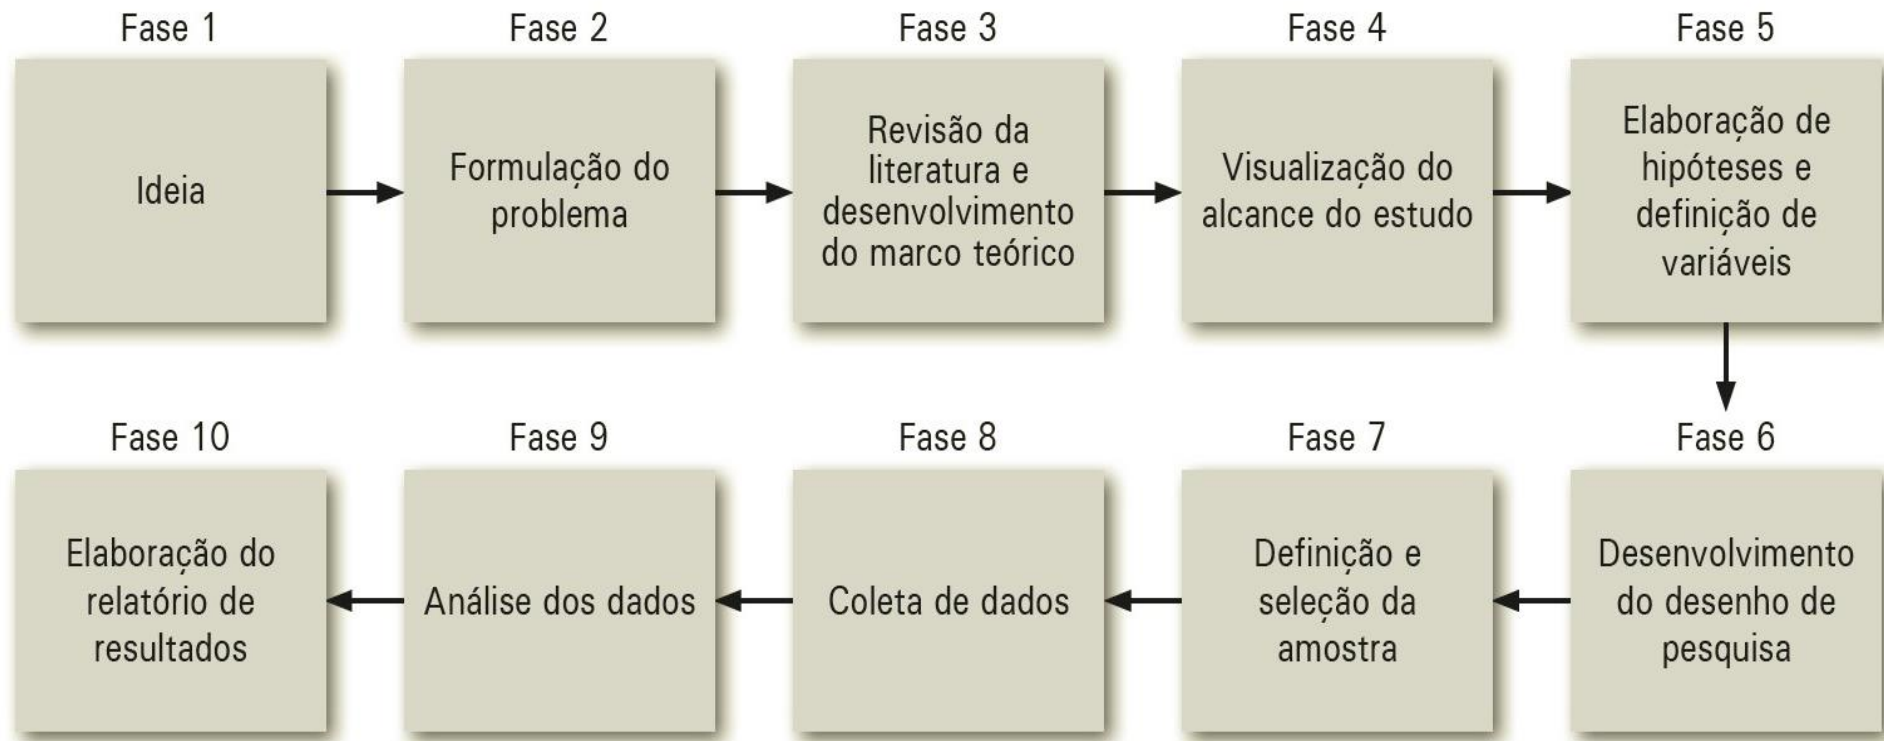 Fase 1
Ideia
Fase 2
Formulação do
problema
Fase 3
Revisão da
literatura e
desenvolvimento
do marco teórico
Fase 4
Visualização do
alcance do estudo
Fase 5
Elaboração de
hipóteses e
definição de
variáveis
Fase 6
Desenvolvimento
do desenho de
pesquisa
Fase 7
Definição e
seleção da
amostra
Fase 8
Coleta de dados
Fase 9
Análise dos dados
Fase 10
Elaboração do
relatório de
resultados